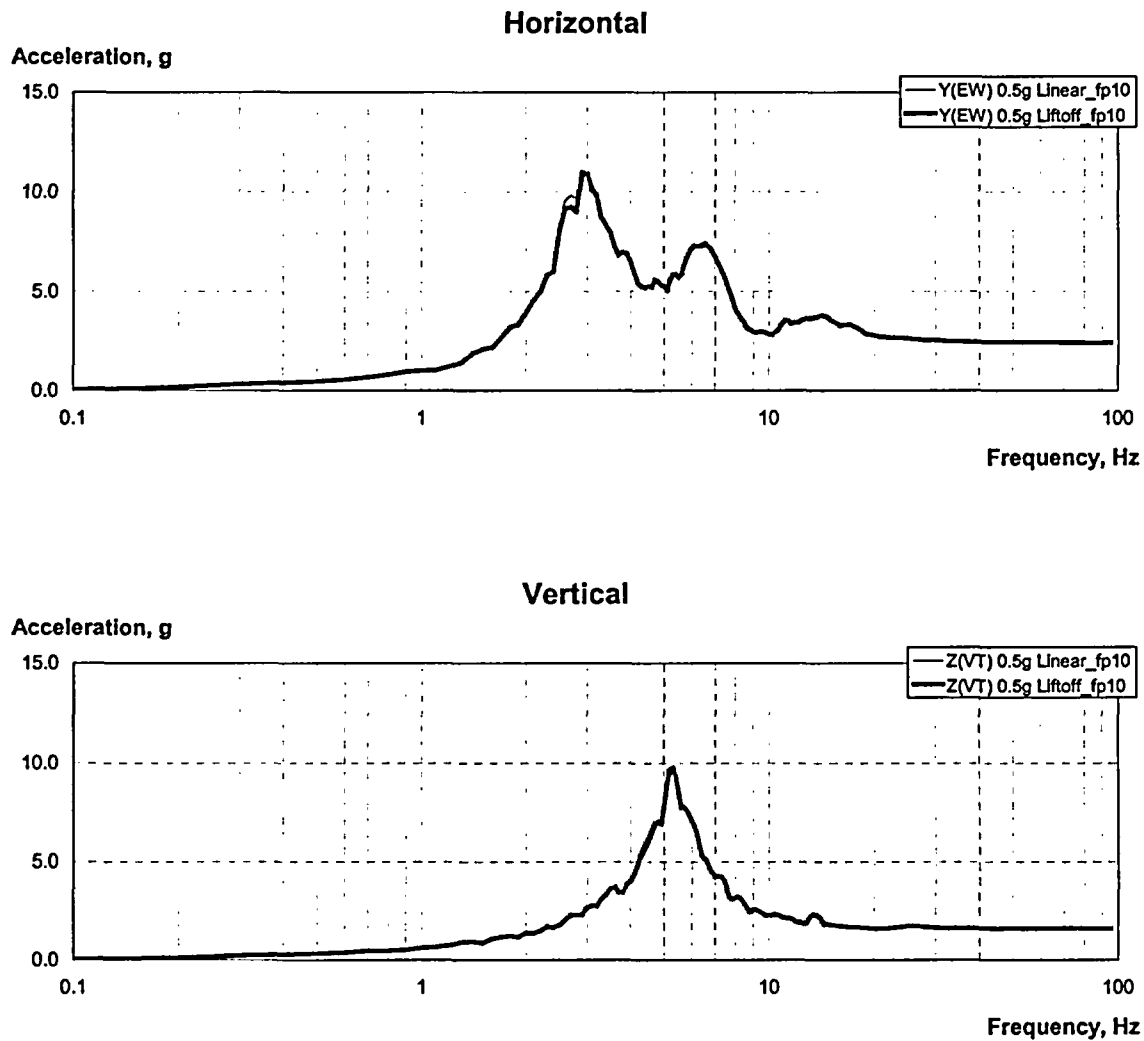 Horizontal
Acceleration, g
15.0
Y(EW) 0.5g Linear_fp10
Y(EW) 0.5g Liftoff_fp10
10.0
5.0
0.0
0.1 1 10 100
Frequency, Hz
Vertical
Acceleration, g
15.0
Z(VT) 0.5g Linear_fp10
Z(VT) 0.5g Liftoff_fp10
10.0
5.0
0.0
0.1 1 10 100
Frequency, Hz